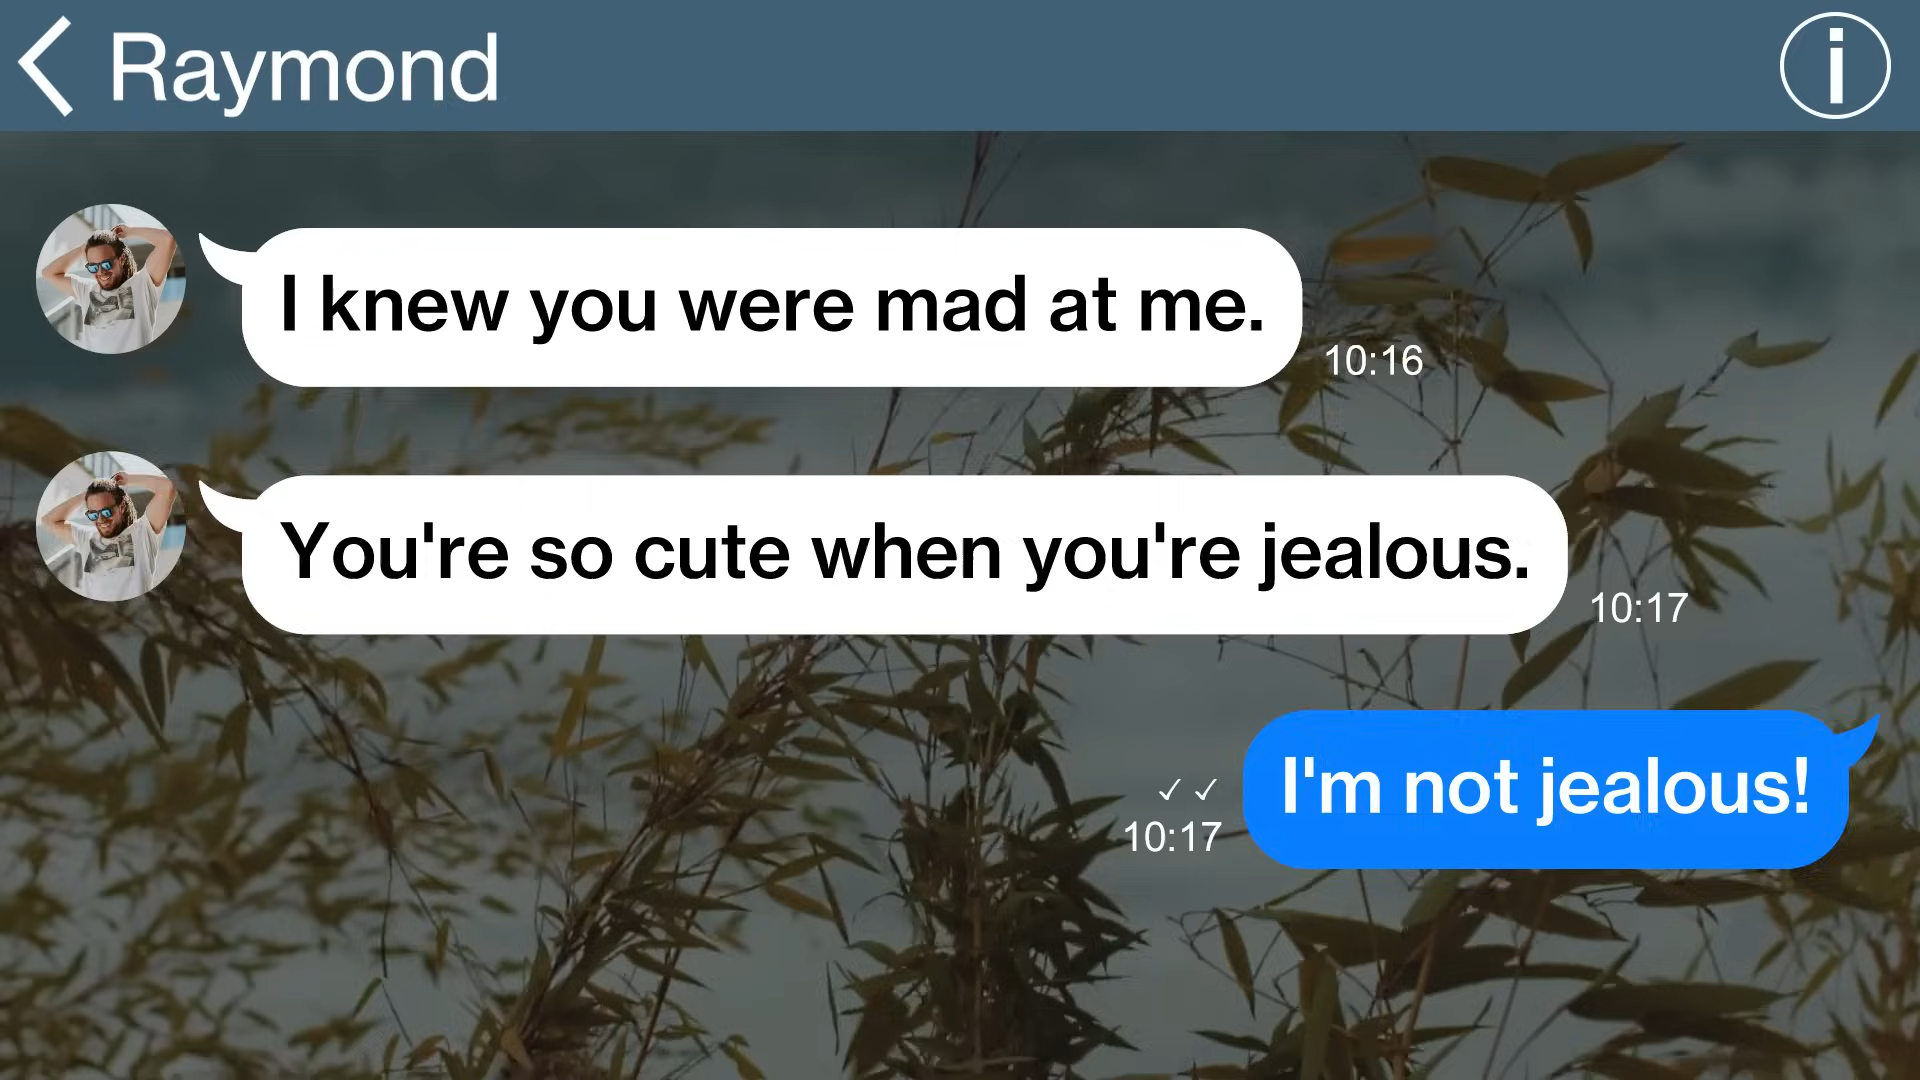 Raymond
I knew you were mad at me.
10:16
You're so cute when you're jealous.
10:17
I'm not jealous!
10:17